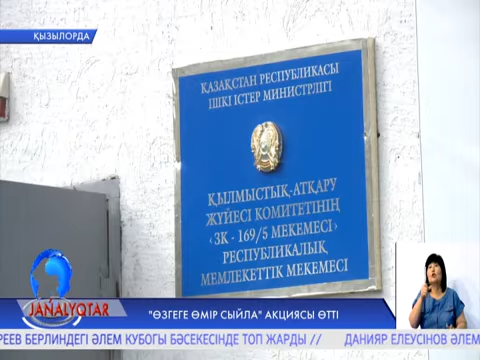 ҚЫЗЫЛОРДА
ҚАЗАҚСТАН РЕСПУБЛИКАСЫ
ІШКІ ІСТЕР МИНИСТРЛІГІ
ҚЫЛМЫСТЫҚ-АТҚАРУ
ЖҮЙЕСІ КОМИТЕТІНІҢ
‹ЗК - 169/5 МЕКЕМЕСІ›
РЕСПУБЛИКАЛЫҚ
МЕМЛЕКЕТТІК МЕКЕМЕСІ
JAŃALYQTAR
"ӨЗГЕГЕ ӨМІР СЫЙЛА" АКЦИЯСЫ ӨТТІ
РЕЕВ БЕРЛИНДЕГІ ӘЛЕМ КУБОГЫ БӘСЕКЕСІНДЕ ТОП ЖАРДЫ // ДАНИЯР ЕЛЕУСІНОВ ӘЛЕМ